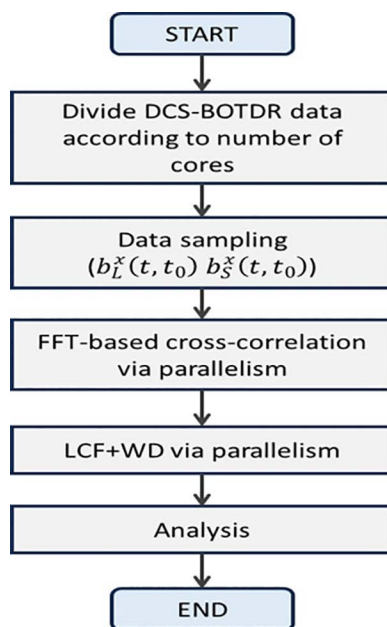 START
Divide DCS-BOTDR data
according to number of
cores
Data sampling
(b_L^x(t, t_0) b_S^x(t, t_0))
FFT-based cross-correlation
via parallelism
LCF+WD via parallelism
Analysis
END